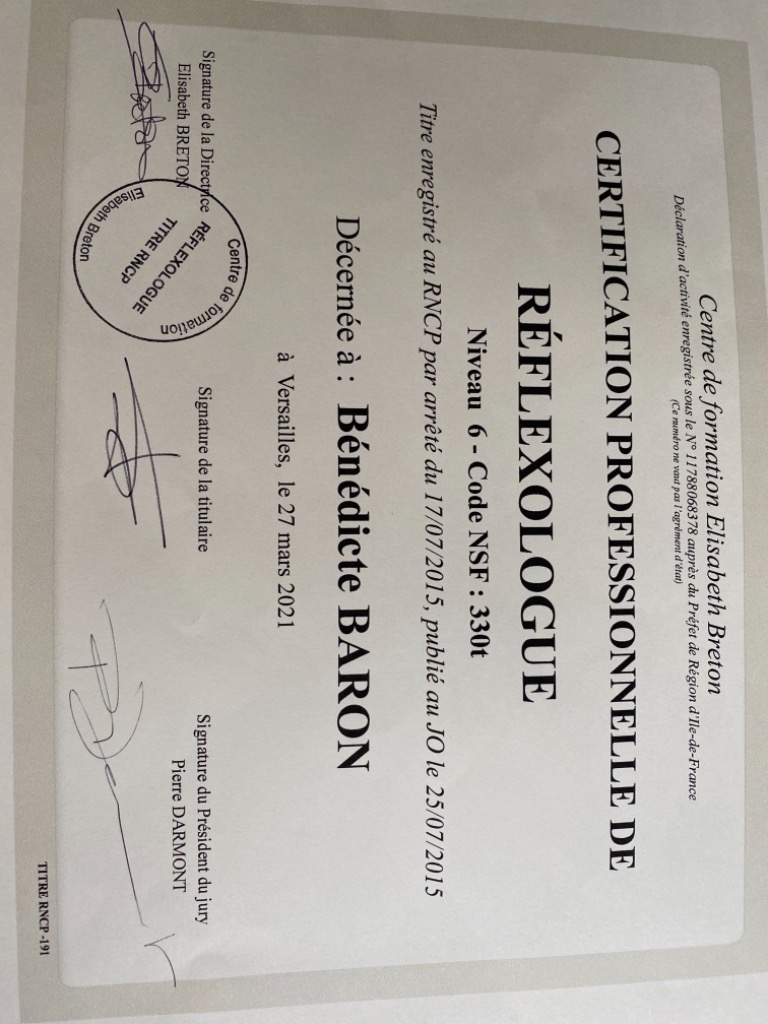 Centre de formation Elisabeth Breton
Déclaration d'activité enregistrée sous le N° 11788068378 auprès du Préfet de Région d'Ile-de-France
(Ce numéro ne vaut pas l'agrément d'état)
CERTIFICATION PROFESSIONNELLE DE
RÉFLEXOLOGUE
Niveau 6 - Code NSF : 330t
Titre enregistré au RNCP par arrêté du 17/07/2015, publié au JO le 25/07/2015
Décernée à : Bénédicte BARON
à Versailles, le 27 mars 2021
Signature de la Directrice
Elisabeth BRETON
Centre de formation
RÉFLEXOLOGUE
TITRE RNCP
Elisabeth Breton
Signature de la titulaire
Signature du Président du jury
Pierre DARMONT
TITRE RNCP -191